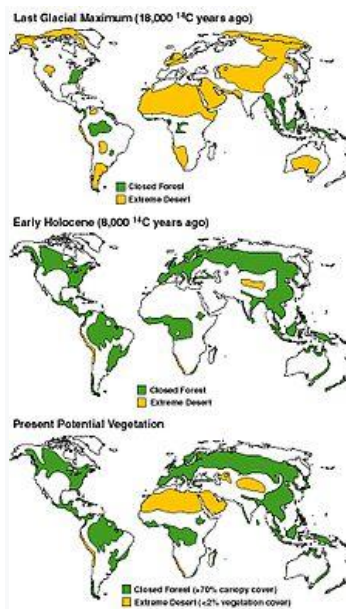 Last Glacial Maximum (18,000 ¹⁴C years ago)
Closed Forest
Extreme Desert
Early Holocene (8,000 ¹⁴C years ago)
Closed Forest
Extreme Desert
Present Potential Vegetation
Closed Forest (>70% canopy cover)
Extreme Desert (<2% vegetation cover)